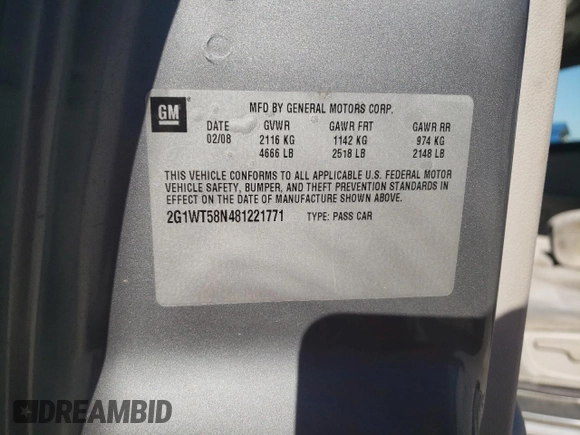 GM
MFD BY GENERAL MOTORS CORP.
DATE GVWR GAWR FRT GAWR RR
02/08 2116 KG 1142 KG 974 KG
4666 LB 2518 LB 2148 LB
THIS VEHICLE CONFORMS TO ALL APPLICABLE U.S. FEDERAL MOTOR
VEHICLE SAFETY, BUMPER, AND THEFT PREVENTION STANDARDS IN
EFFECT ON THE DATE OF MANUFACTURE SHOWN ABOVE.
2G1WT58N481221771 TYPE: PASS CAR
DREAMBID